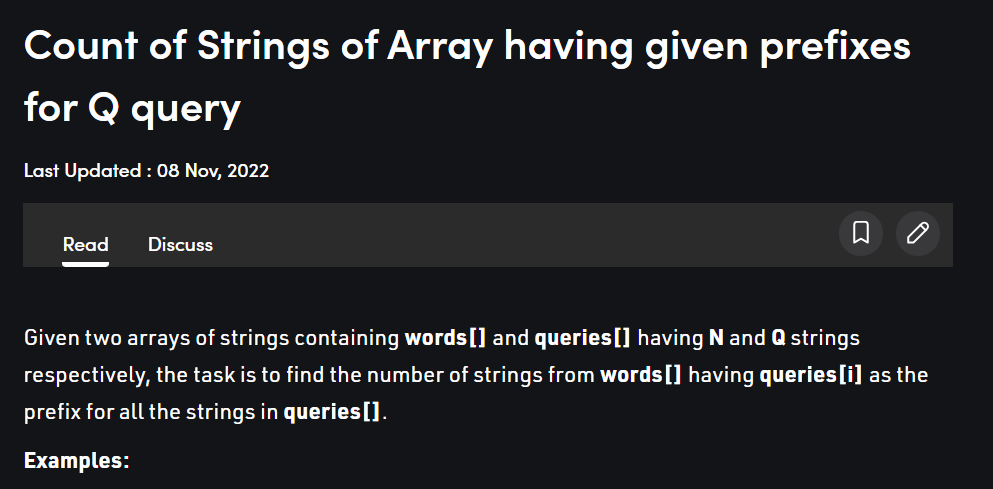 Count of Strings of Array having given prefixes
for Q query
Last Updated : 08 Nov, 2022
Read Discuss
Given two arrays of strings containing words[] and queries[] having N and Q strings
respectively, the task is to find the number of strings from words[] having queries[i] as the
prefix for all the strings in queries[].
Examples: